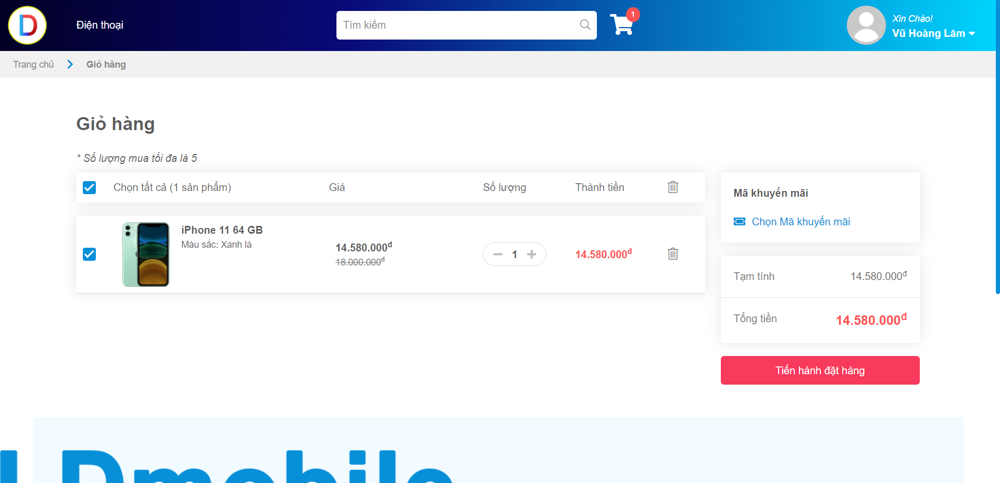 D
Điện thoại
Tìm kiếm
1
Xin Chào!
Vũ Hoàng Lâm
Trang chủ
Giỏ hàng
Giỏ hàng
* Số lượng mua tối đa là 5
Chọn tất cả (1 sản phẩm)
Giá
Số lượng
Thành tiền
iPhone 11 64 GB
Màu sắc: Xanh lá
14.580.000đ
18.000.000đ
1
14.580.000đ
Mã khuyến mãi
Chọn Mã khuyến mãi
Tạm tính
14.580.000đ
Tổng tiền
14.580.000đ
Tiến hành đặt hàng
Dmobile